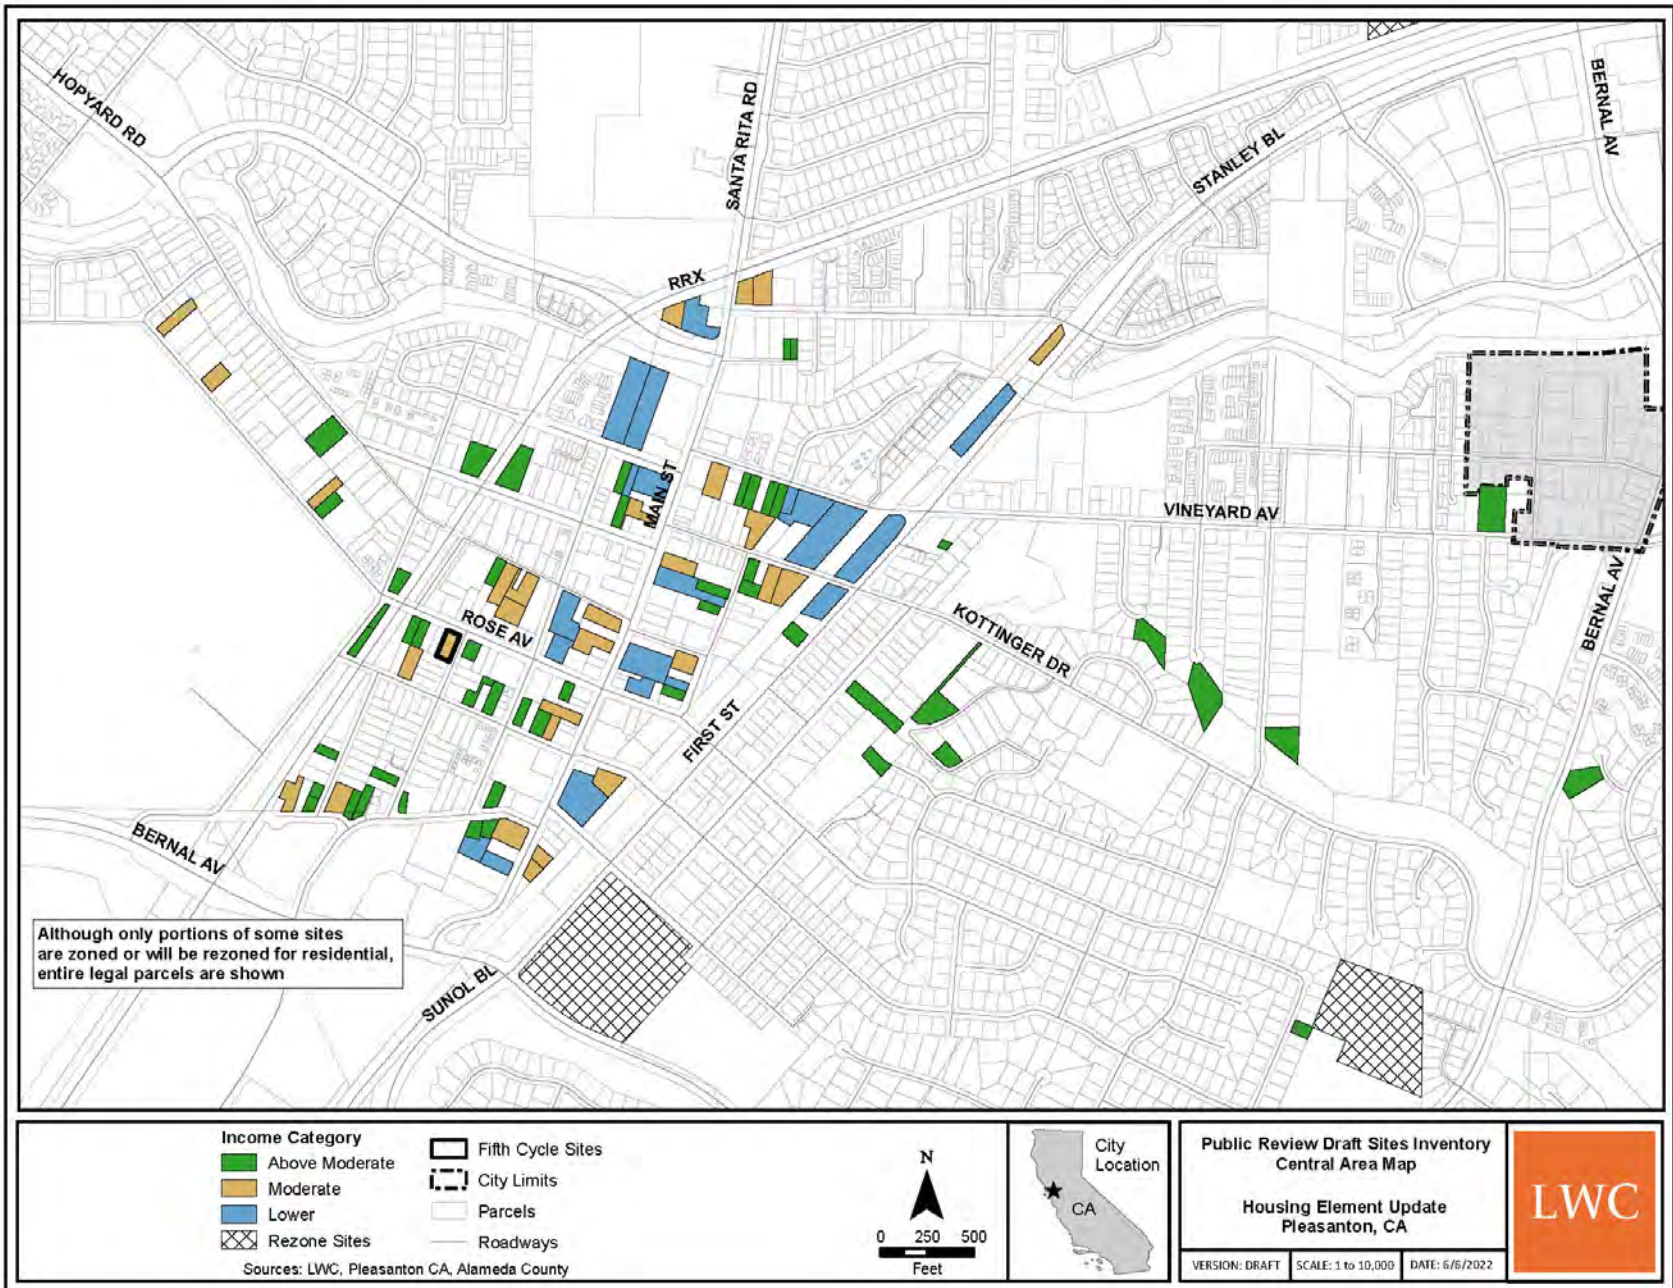 HOPYARD RD
SANTA RITA RD
STANLEY BL
BERNAL AV
RRX
MAIN ST
VINEYARD AV
ROSE AV
KOTTINGER DR
BERNAL AV
FIRST ST
BERNAL AV
SUNOL BL
Although only portions of some sites
are zoned or will be rezoned for residential,
entire legal parcels are shown
Income Category
Above Moderate
Moderate
Lower
Rezone Sites
Fifth Cycle Sites
City Limits
Parcels
Roadways
Sources: LWC, Pleasanton CA, Alameda County
N
0 250 500
Feet
City
Location
CA
Public Review Draft Sites Inventory
Central Area Map
Housing Element Update
Pleasanton, CA
VERSION: DRAFT
SCALE: 1 to 10,000
DATE: 6/6/2022
LWC